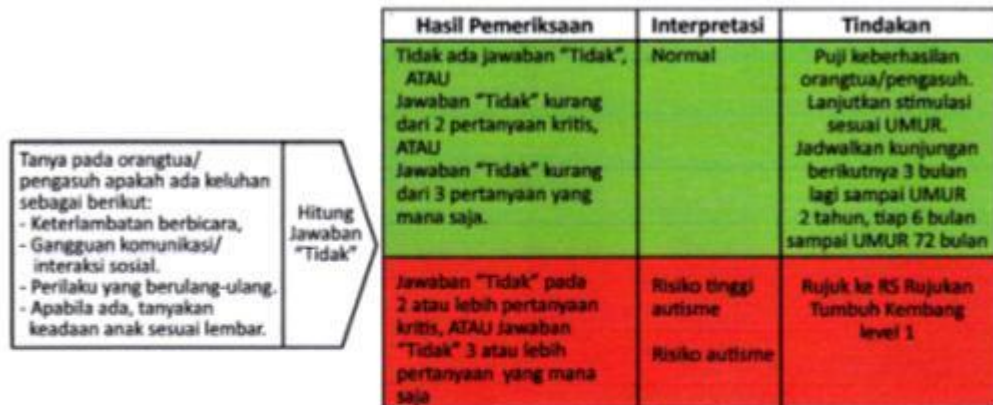 Tanya pada orangtua/
pengasuh apakah ada keluhan
sebagai berikut:
- Keterlambatan berbicara,
- Gangguan komunikasi/
interaksi sosial.
- Perilaku yang berulang-ulang.
- Apabila ada, tanyakan
keadaan anak sesuai lembar.
Hitung
Jawaban
"Tidak"
Hasil Pemeriksaan
Interpretasi
Tindakan
Tidak ada jawaban "Tidak",
ATAU
Jawaban "Tidak" kurang
dari 2 pertanyaan kritis,
ATAU
Jawaban "Tidak" kurang
dari 3 pertanyaan yang
mana saja.
Normal
Puji keberhasilan
orangtua/pengasuh.
Lanjutkan stimulasi
sesuai UMUR.
Jadwalkan kunjungan
berikutnya 3 bulan
lagi sampai UMUR
2 tahun, tiap 6 bulan
sampai UMUR 72 bulan
Jawaban "Tidak" pada
2 atau lebih pertanyaan
kritis, ATAU Jawaban
"Tidak" 3 atau lebih
pertanyaan yang mana
saja
Risiko tinggi
autisme
Risiko autisme
Rujuk ke RS Rujukan
Tumbuh Kembang
level 1